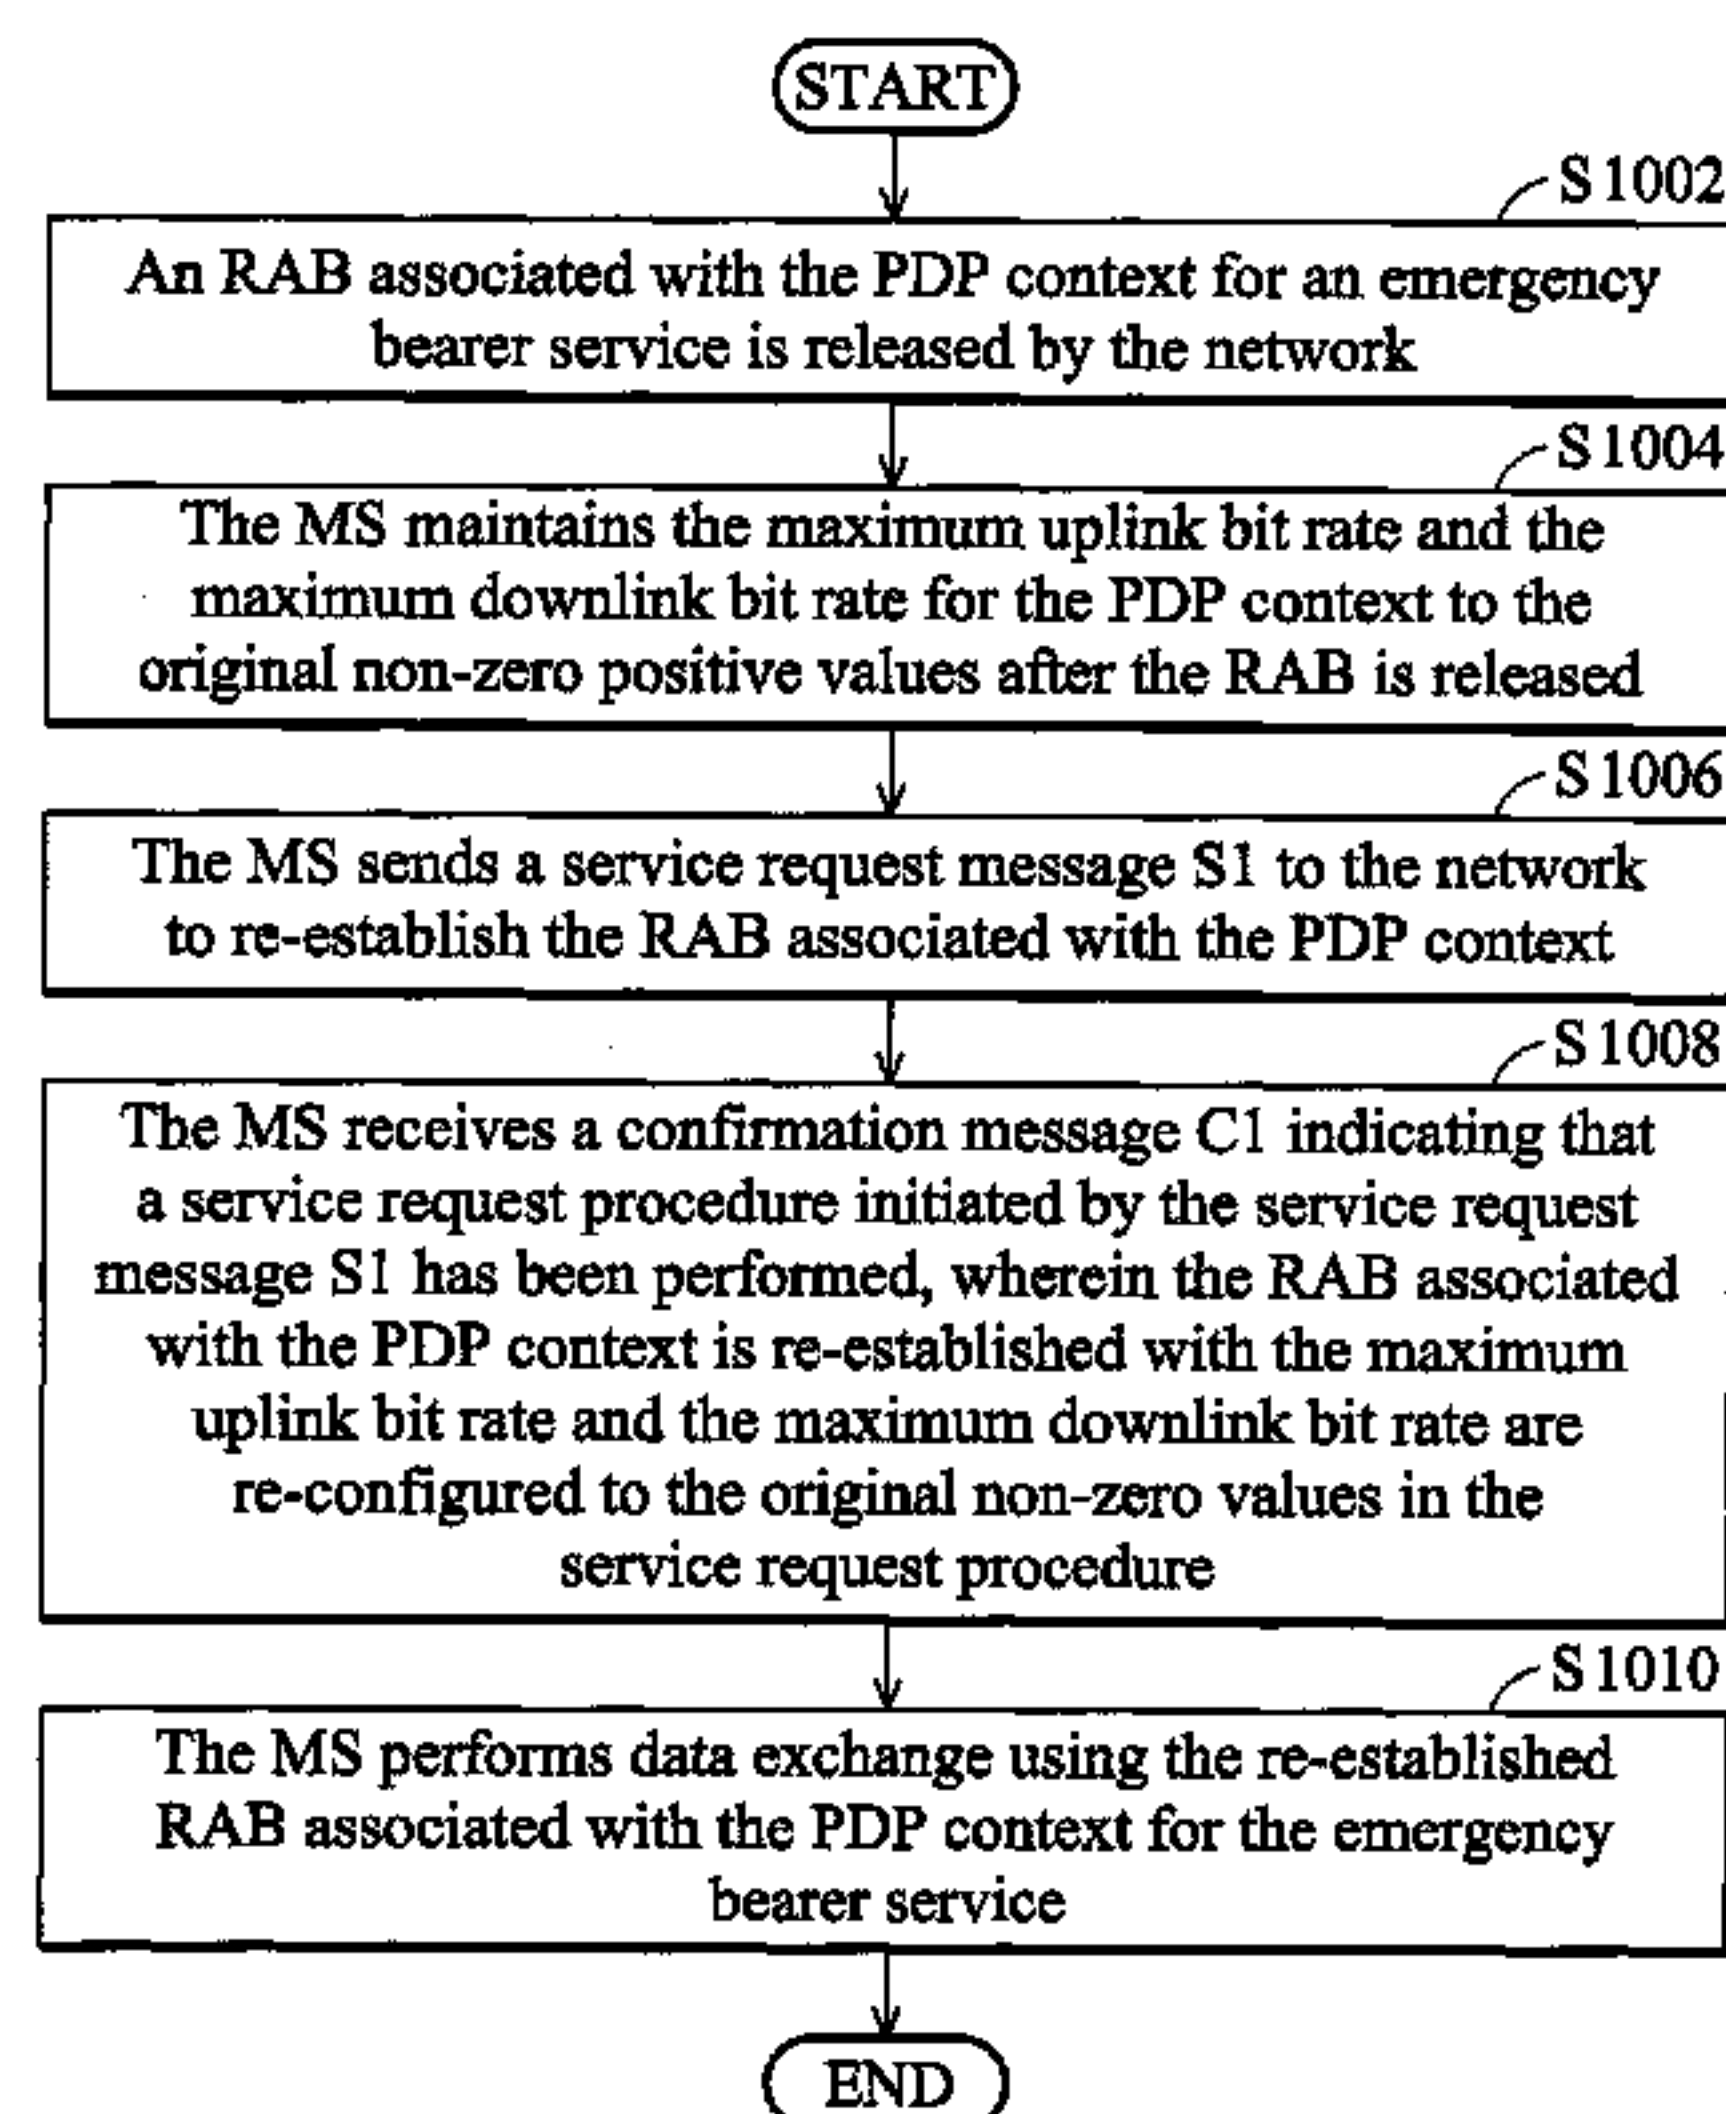 START
S1002
An RAB associated with the PDP context for an emergency
bearer service is released by the network
S1004
The MS maintains the maximum uplink bit rate and the
maximum downlink bit rate for the PDP context to the
original non-zero positive values after the RAB is released
S1006
The MS sends a service request message S1 to the network
to re-establish the RAB associated with the PDP context
S1008
The MS receives a confirmation message C1 indicating that
a service request procedure initiated by the service request
message S1 has been performed, wherein the RAB associated
with the PDP context is re-established with the maximum
uplink bit rate and the maximum downlink bit rate are
re-configured to the original non-zero values in the
service request procedure
S1010
The MS performs data exchange using the re-established
RAB associated with the PDP context for the emergency
bearer service
END